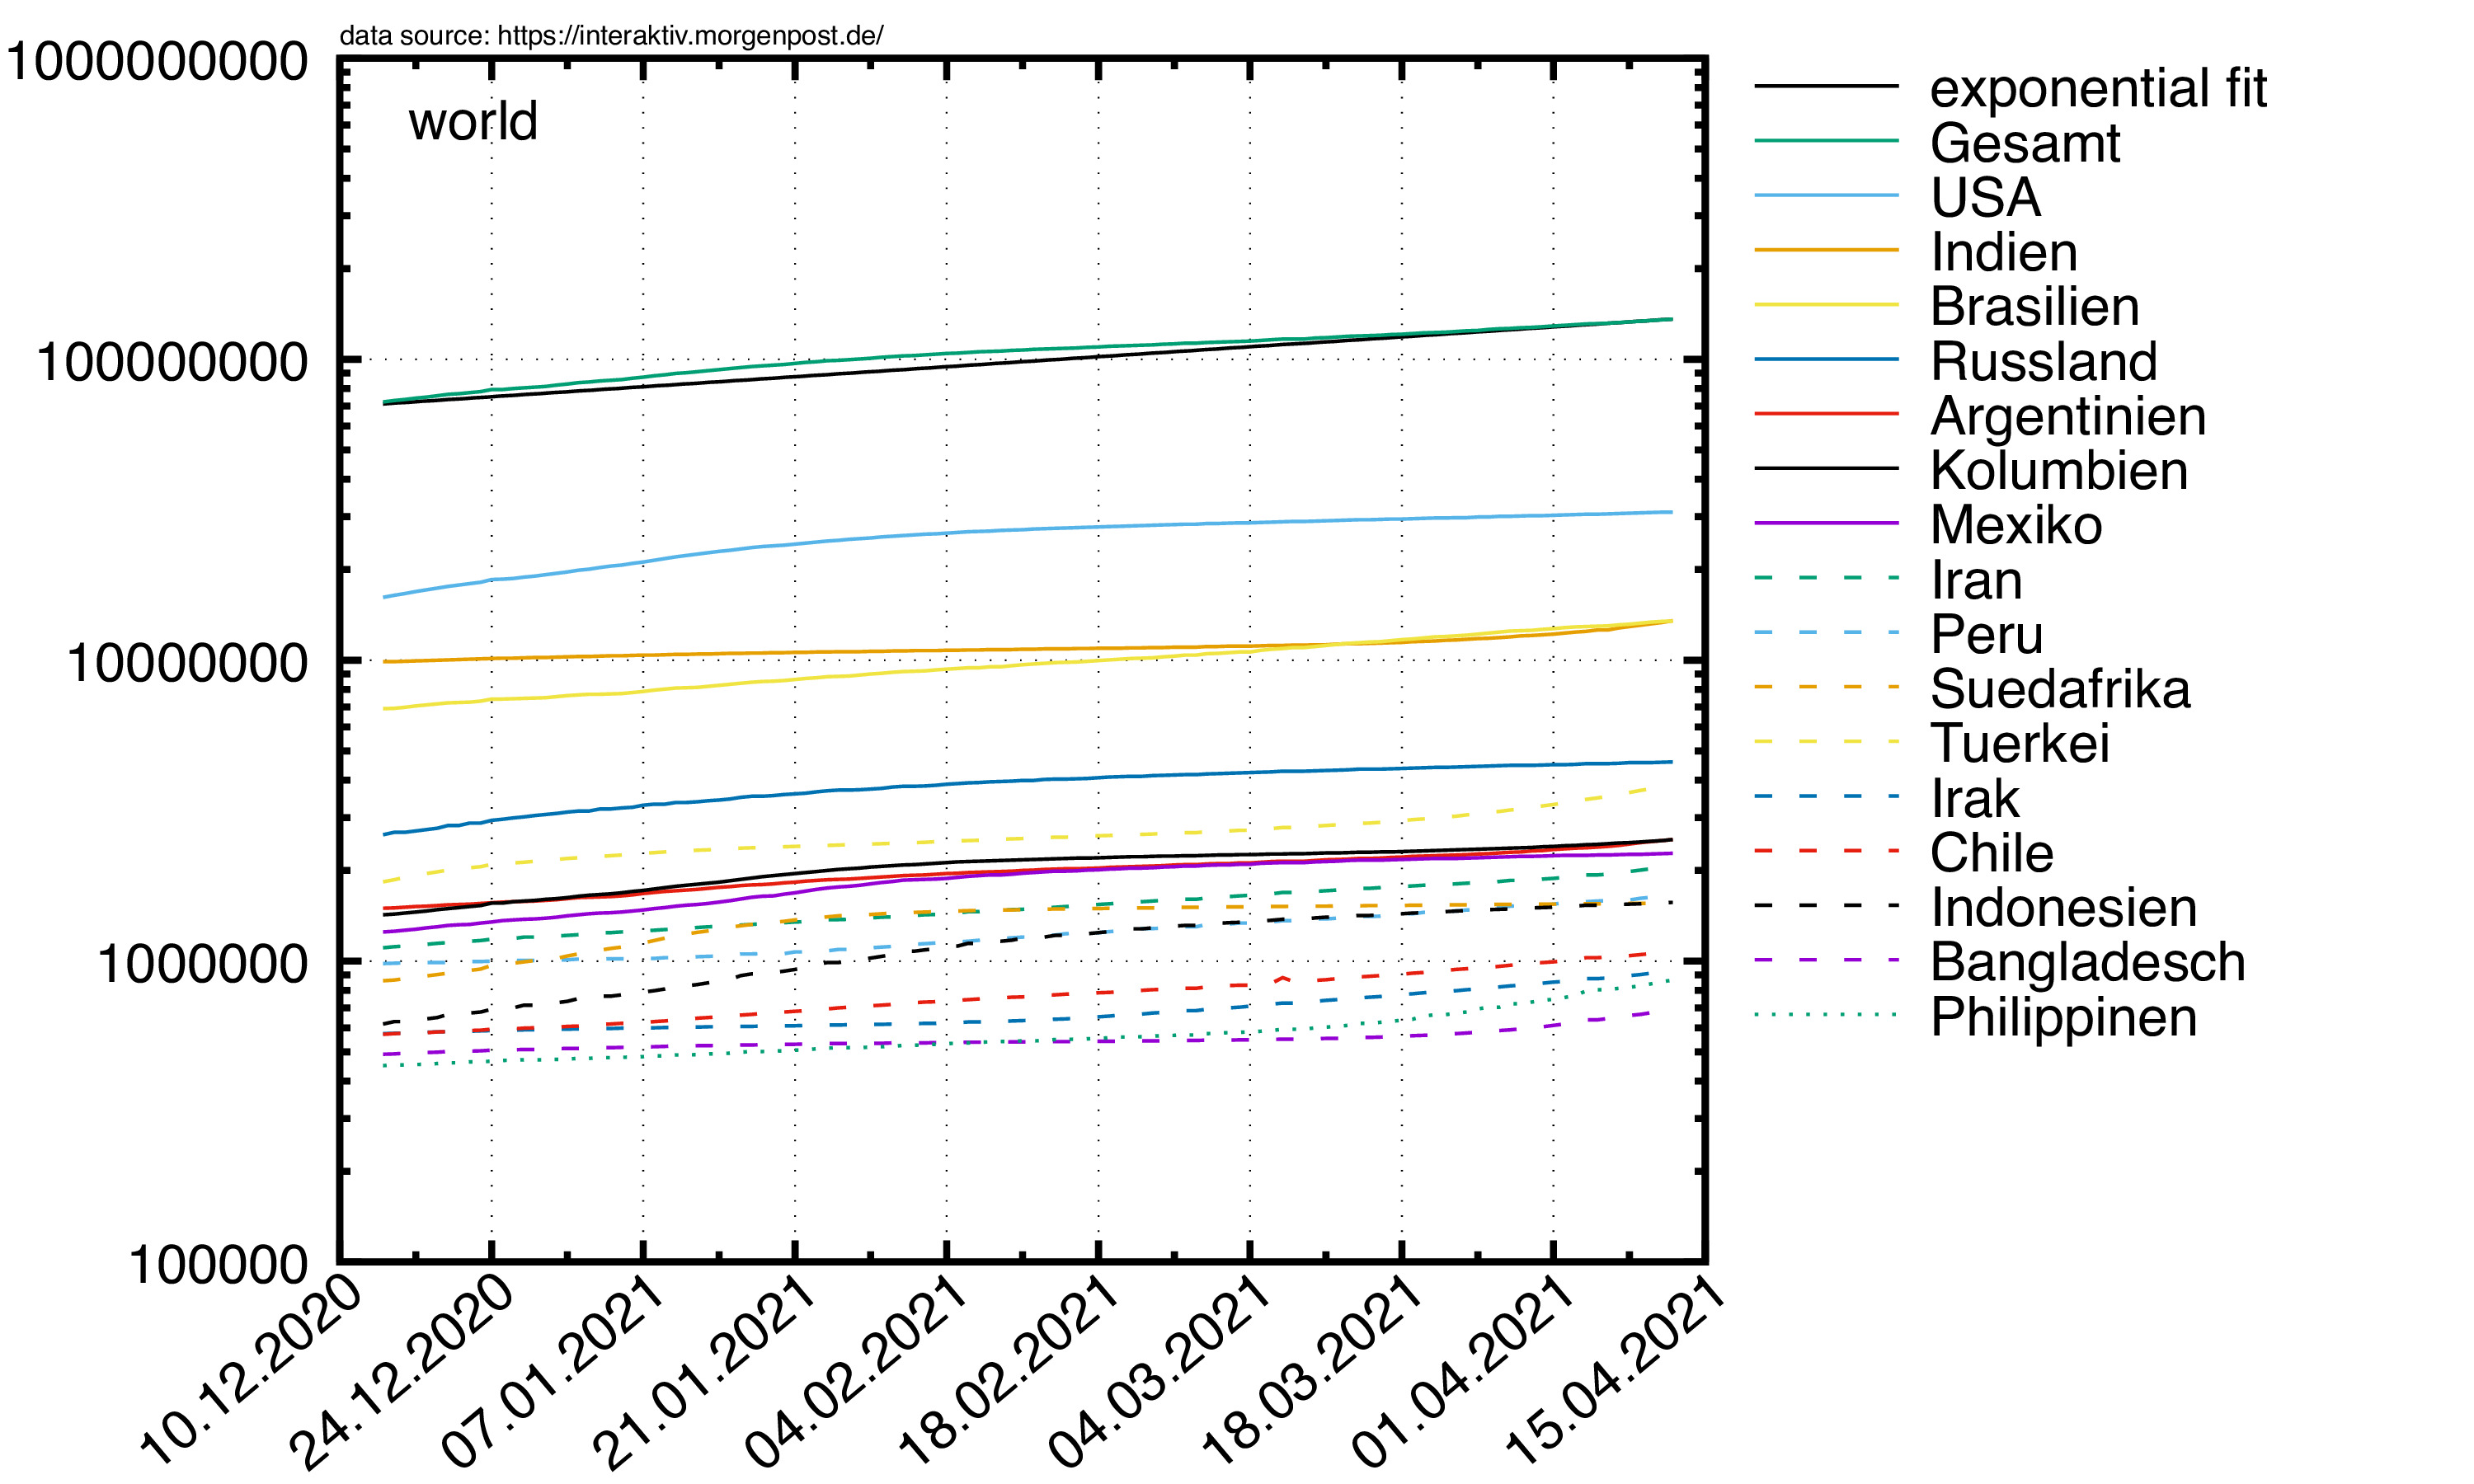 data source: https://interaktiv.morgenpost.de/
1000000000
100000000
10000000
1000000
100000
world
exponential fit
Gesamt
USA
Indien
Brasilien
Russland
Argentinien
Kolumbien
Mexiko
Iran
Peru
Suedafrika
Tuerkei
Irak
Chile
Indonesien
Bangladesch
Philippinen
10.12.2020
24.12.2020
07.01.2021
21.01.2021
04.02.2021
18.02.2021
04.03.2021
18.03.2021
01.04.2021
15.04.2021